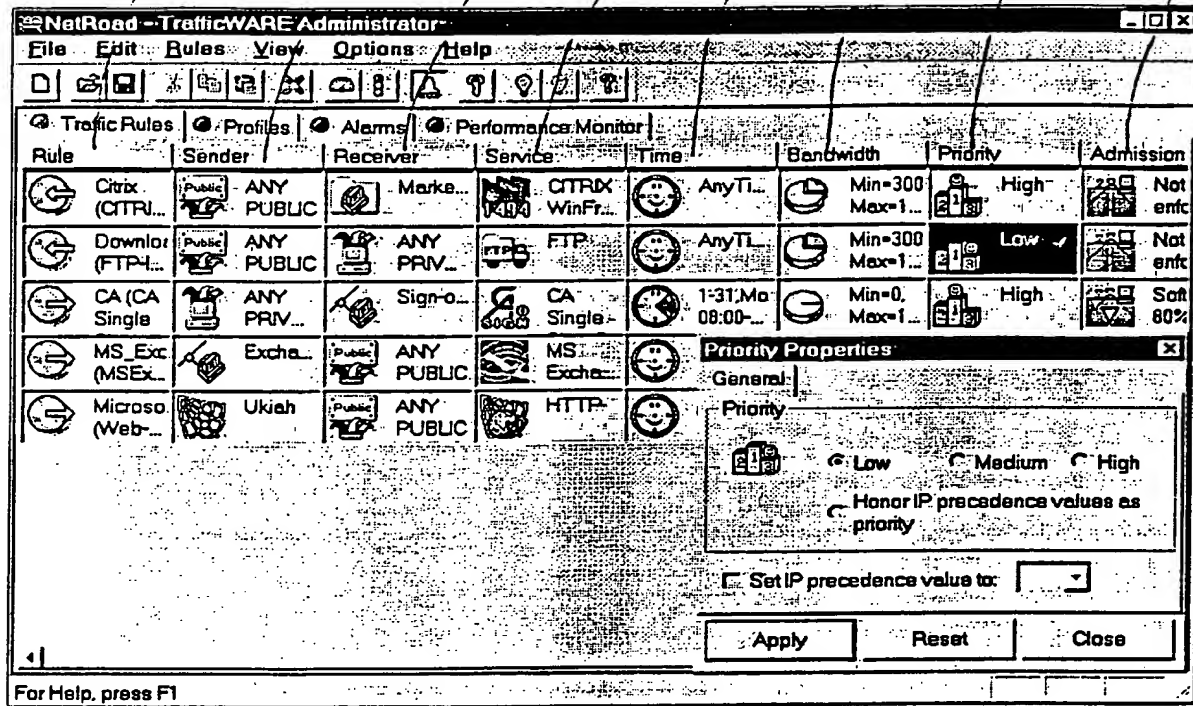 NetRoad - TrafficWARE Administrator
File Edit Rules View Options Help
Traffic Rules Profiles Alarms Performance Monitor
Rule Sender Receiver Service Time Bandwidth Priority Admission
Citrix (CITRI... Public ANY PUBLIC Marke... CITRIX WinFr... AnyTi... Min=300 Max=1... High Not enfc
Downlor (FTP-I... Public ANY PUBLIC ANY PRIV... FTP FTP AnyTi... Min=300 Max=1... Low Not enfc
CA (CA Single ANY PRIV... Sign-o... CA Single- 1-31,Mo 08:00-... Min=0, Max=1... High Soft 80%
MS_Exc (MSEx... Excha... Public ANY PUBLIC MS Excha...
Microso (Web-... Ukiah Public ANY PUBLIC HTTP
Priority Properties
General
Priority
Low Medium High
Honor IP precedence values as
priority
Set IP precedence value to:
Apply Reset Close
For Help, press F1